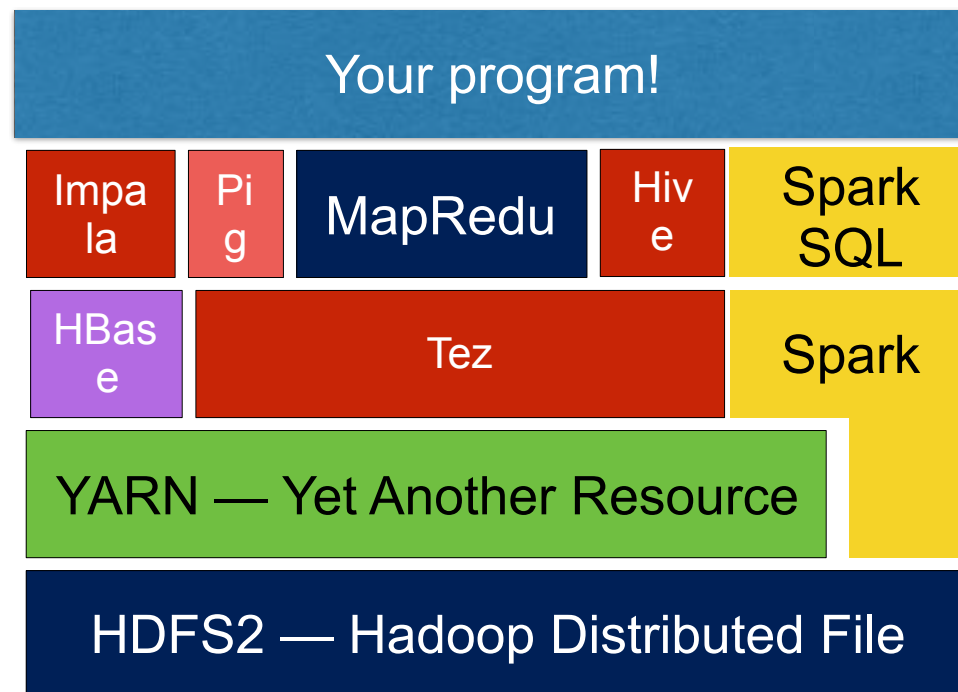 Your program!
Impa
la
Pi
g
MapRedu
Hiv
e
Spark
SQL
HBas
e
Tez
Spark
YARN — Yet Another Resource
HDFS2 — Hadoop Distributed File